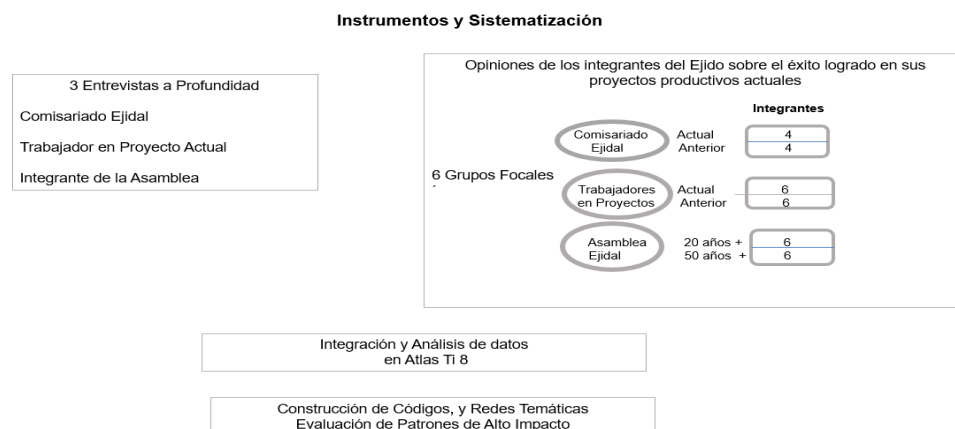 Instrumentos y Sistematización
3 Entrevistas a Profundidad
Comisariado Ejidal
Trabajador en Proyecto Actual
Integrante de la Asamblea
Opiniones de los integrantes del Ejido sobre el éxito logrado en sus
proyectos productivos actuales
Integrantes
6 Grupos Focales
Comisariado
Ejidal
Actual 4
Anterior 4
Trabajadores
en Proyectos
Actual 6
Anterior 6
Asamblea
Ejidal
20 años + 6
50 años + 6
Integración y Análisis de datos
en Atlas Ti 8
Construcción de Códigos, y Redes Temáticas
Evaluación de Patrones de Alto Impacto